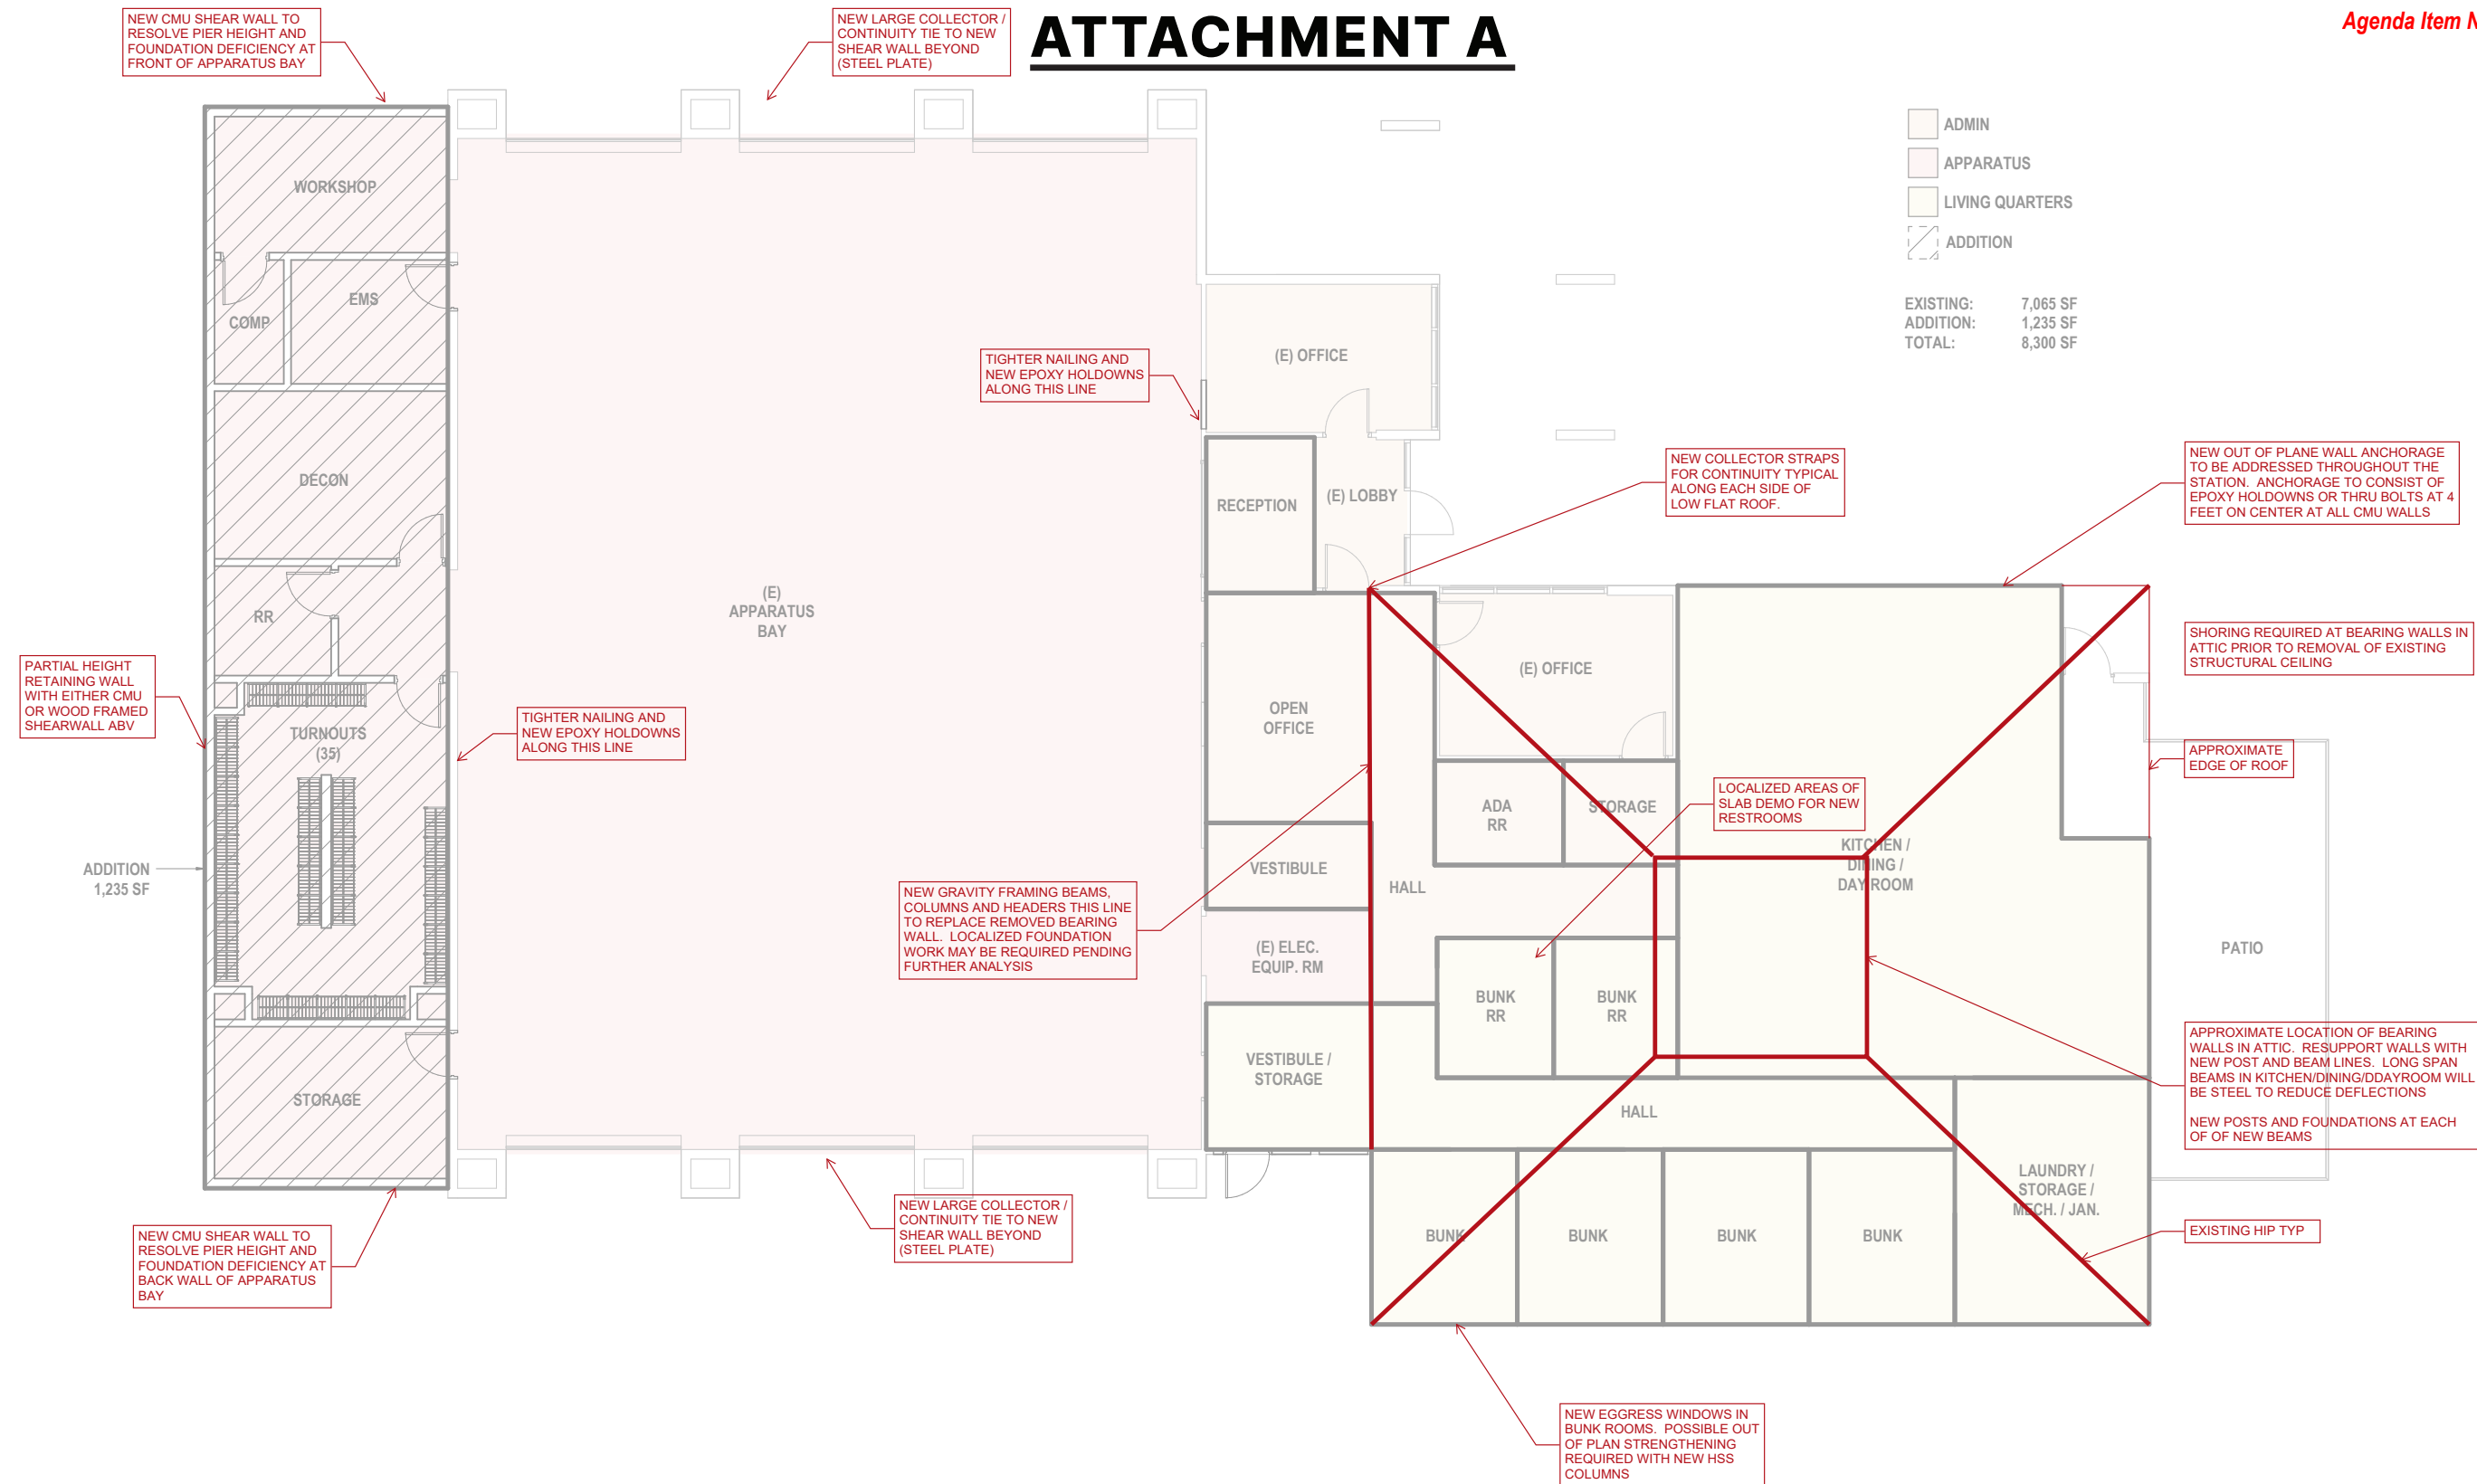 ATTACHMENT A
Agenda Item N
NEW CMU SHEAR WALL TO
RESOLVE PIER HEIGHT AND
FOUNDATION DEFICIENCY AT
FRONT OF APPARATUS BAY
NEW LARGE COLLECTOR /
CONTINUITY TIE TO NEW
SHEAR WALL BEYOND
(STEEL PLATE)
ADMIN
APPARATUS
LIVING QUARTERS
ADDITION
EXISTING: 7,065 SF
ADDITION: 1,235 SF
TOTAL: 8,300 SF
WORKSHOP
EMS
COMP
DECON
RR
TURNOUTS
(35)
STORAGE
PARTIAL HEIGHT
RETAINING WALL
WITH EITHER CMU
OR WOOD FRAMED
SHEARWALL ABV
ADDITION
1,235 SF
TIGHTER NAILING AND
NEW EPOXY HOLDOWNS
ALONG THIS LINE
NEW CMU SHEAR WALL TO
RESOLVE PIER HEIGHT AND
FOUNDATION DEFICIENCY AT
BACK WALL OF APPARATUS
BAY
(E)
APPARATUS
BAY
TIGHTER NAILING AND
NEW EPOXY HOLDOWNS
ALONG THIS LINE
NEW GRAVITY FRAMING BEAMS,
COLUMNS AND HEADERS THIS LINE
TO REPLACE REMOVED BEARING
WALL. LOCALIZED FOUNDATION
WORK MAY BE REQUIRED PENDING
FURTHER ANALYSIS
NEW LARGE COLLECTOR /
CONTINUITY TIE TO NEW
SHEAR WALL BEYOND
(STEEL PLATE)
(E) OFFICE
RECEPTION
(E) LOBBY
OPEN
OFFICE
VESTIBULE
HALL
(E) ELEC.
EQUIP. RM
VESTIBULE /
STORAGE
NEW COLLECTOR STRAPS
FOR CONTINUITY TYPICAL
ALONG EACH SIDE OF
LOW FLAT ROOF.
(E) OFFICE
ADA
RR
STORAGE
LOCALIZED AREAS OF
SLAB DEMO FOR NEW
RESTROOMS
KITCHEN /
DINING /
DAY ROOM
BUNK
RR
BUNK
RR
HALL
BUNK
BUNK
BUNK
BUNK
LAUNDRY /
STORAGE /
MECH. / JAN.
PATIO
NEW OUT OF PLANE WALL ANCHORAGE
TO BE ADDRESSED THROUGHOUT THE
STATION. ANCHORAGE TO CONSIST OF
EPOXY HOLDOWNS OR THRU BOLTS AT 4
FEET ON CENTER AT ALL CMU WALLS
SHORING REQUIRED AT BEARING WALLS IN
ATTIC PRIOR TO REMOVAL OF EXISTING
STRUCTURAL CEILING
APPROXIMATE
EDGE OF ROOF
APPROXIMATE LOCATION OF BEARING
WALLS IN ATTIC. RESUPPORT WALLS WITH
NEW POST AND BEAM LINES. LONG SPAN
BEAMS IN KITCHEN/DINING/DDAYROOM WILL
BE STEEL TO REDUCE DEFLECTIONS
NEW POSTS AND FOUNDATIONS AT EACH
OF OF NEW BEAMS
EXISTING HIP TYP
NEW EGGRESS WINDOWS IN
BUNK ROOMS. POSSIBLE OUT
OF PLAN STRENGTHENING
REQUIRED WITH NEW HSS
COLUMNS